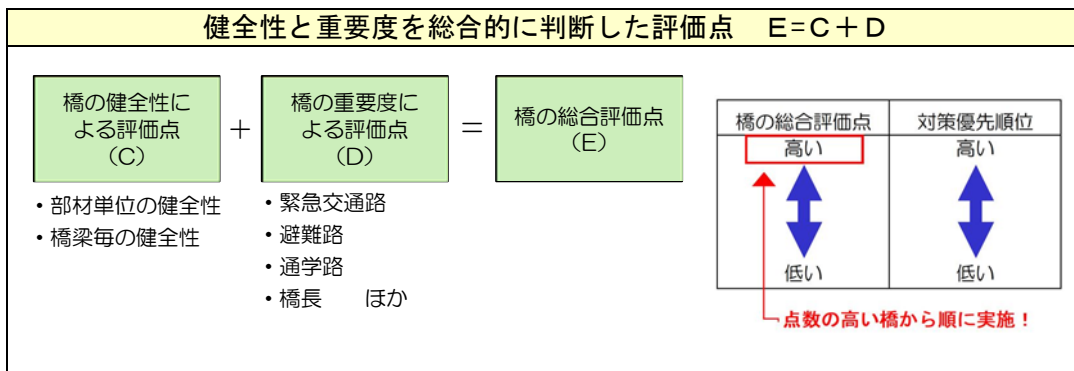 健全性と重要度を総合的に判断した評価点　E=C＋D
橋の健全性に
よる評価点
（C）
＋
橋の重要度に
よる評価点
（D）
＝
橋の総合評価点
（E）
・部材単位の健全性
・橋梁毎の健全性
・緊急交通路
・避難路
・通学路
・橋長　　ほか
橋の総合評価点　対策優先順位
高い　高い
低い　低い
点数の高い橋から順に実施！